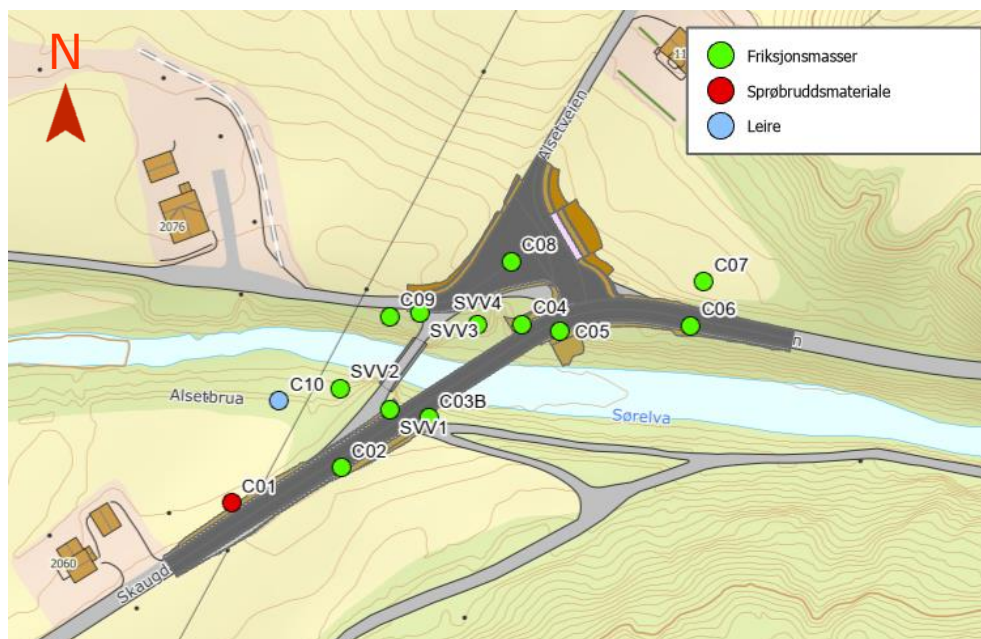 N
Friksjonsmasser
Sprøbruddsmateriale
Leire
11
Alsetveien
2076
C08
C07
C09
SVV4
C04
C06
SVV3
C05
n
SVV2
C10
Alsetbrua
C03B
Sørelva
SVV1
C02
C01
2060
Skaugd